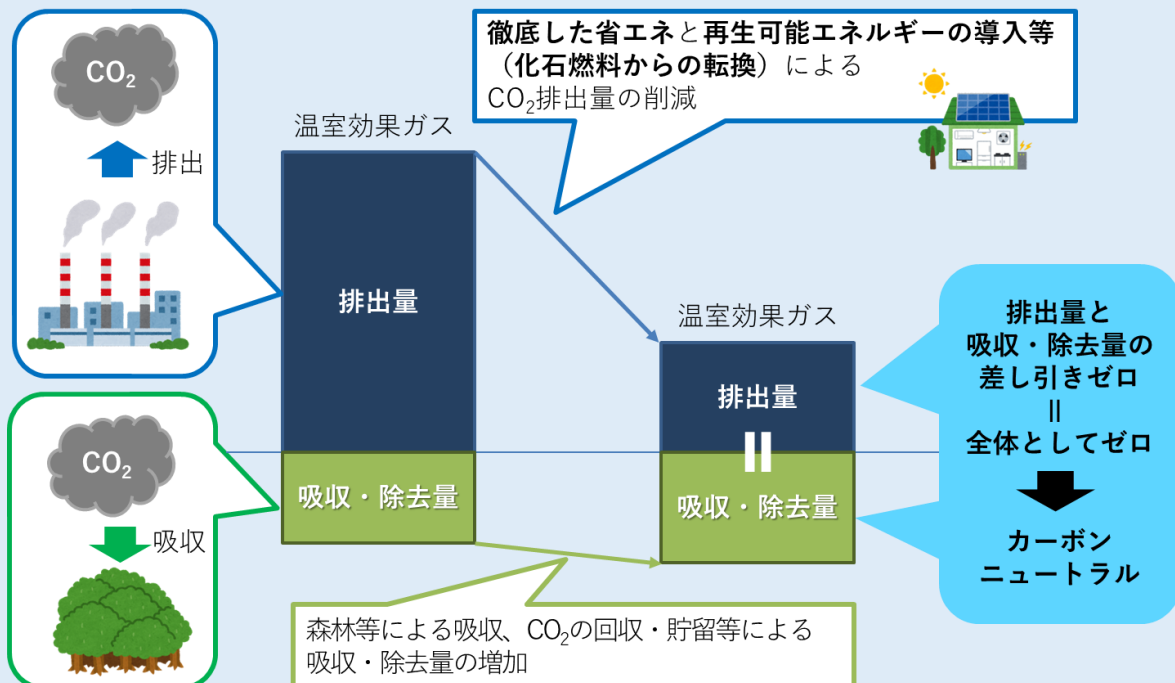 CO₂
排出
温室効果ガス
徹底した省エネと再生可能エネルギーの導入等
（化石燃料からの転換）による
CO₂排出量の削減
排出量
温室効果ガス
排出量
||
吸収・除去量
CO₂
吸収
吸収・除去量
排出量と
吸収・除去量の
差し引きゼロ
||
全体としてゼロ
カーボン
ニュートラル
森林等による吸収、CO₂の回収・貯留等による
吸収・除去量の増加